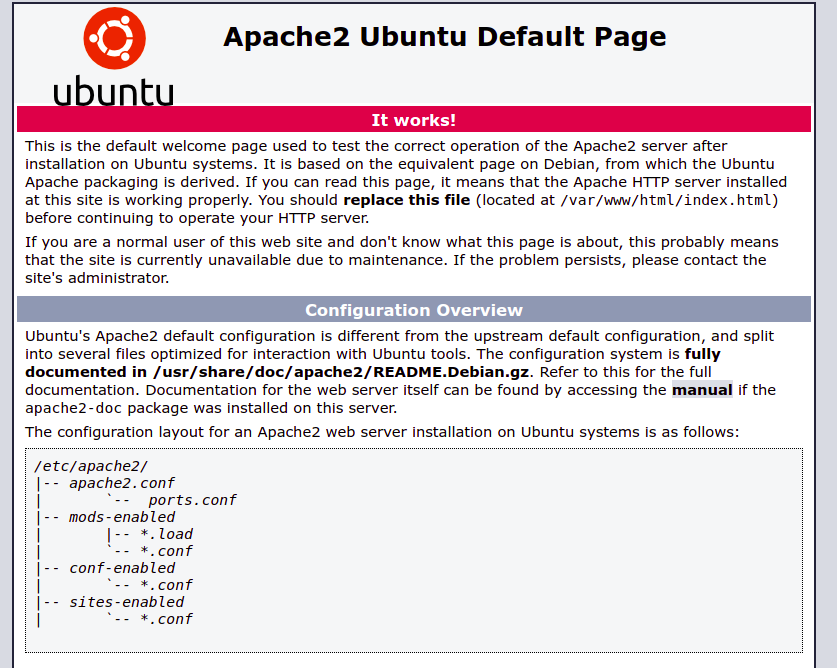 ubuntu
Apache2 Ubuntu Default Page
It works!
This is the default welcome page used to test the correct operation of the Apache2 server after
installation on Ubuntu systems. It is based on the equivalent page on Debian, from which the Ubuntu
Apache packaging is derived. If you can read this page, it means that the Apache HTTP server installed
at this site is working properly. You should replace this file (located at /var/www/html/index.html)
before continuing to operate your HTTP server.
If you are a normal user of this web site and don't know what this page is about, this probably means
that the site is currently unavailable due to maintenance. If the problem persists, please contact the
site's administrator.
Configuration Overview
Ubuntu's Apache2 default configuration is different from the upstream default configuration, and split
into several files optimized for interaction with Ubuntu tools. The configuration system is fully
documented in /usr/share/doc/apache2/README.Debian.gz. Refer to this for the full
documentation. Documentation for the web server itself can be found by accessing the manual if the
apache2-doc package was installed on this server.
The configuration layout for an Apache2 web server installation on Ubuntu systems is as follows:
/etc/apache2/
|-- apache2.conf
|       `--  ports.conf
|-- mods-enabled
|       |-- *.load
|       `-- *.conf
|-- conf-enabled
|       `-- *.conf
|-- sites-enabled
|       `-- *.conf